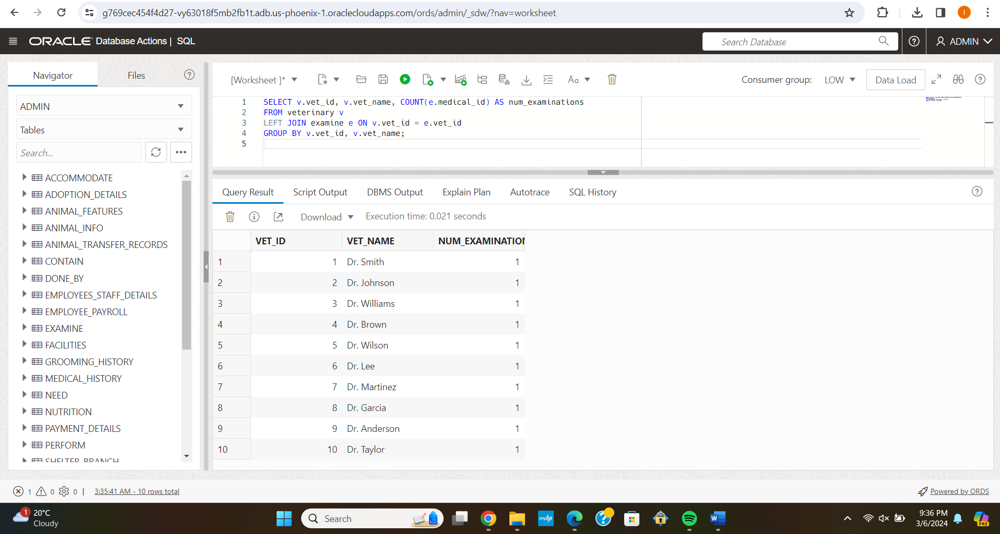 g769cec454f4d27-vy63018f5mb2fb1t.adb.us-phoenix-1.oraclecloudapps.com/ords/admin/_sdw/?nav=worksheet
I
ORACLE Database Actions | SQL
Search Database
ADMIN
Navigator
Files
ADMIN
Tables
Search...
ACCOMMODATE
ADOPTION_DETAILS
ANIMAL_FEATURES
ANIMAL_INFO
ANIMAL_TRANSFER_RECORDS
CONTAIN
DONE_BY
EMPLOYEES_STAFF_DETAILS
EMPLOYEE_PAYROLL
EXAMINE
FACILITIES
GROOMING_HISTORY
MEDICAL_HISTORY
NEED
NUTRITION
PAYMENT_DETAILS
PERFORM
SHELTER_BRANCH
[Worksheet ]*
Aa
Consumer group: LOW
Data Load
1 SELECT v.vet_id, v.vet_name, COUNT(e.medical_id) AS num_examinations
2 FROM veterinary v
3 LEFT JOIN examine e ON v.vet_id = e.vet_id
4 GROUP BY v.vet_id, v.vet_name;
5
Query Result Script Output DBMS Output Explain Plan Autotrace SQL History
Download Execution time: 0.021 seconds
VET_ID VET_NAME NUM_EXAMINATION
1 1 Dr. Smith 1
2 2 Dr. Johnson 1
3 3 Dr. Williams 1
4 4 Dr. Brown 1
5 5 Dr. Wilson 1
6 6 Dr. Lee 1
7 7 Dr. Martinez 1
8 8 Dr. Garcia 1
9 9 Dr. Anderson 1
10 10 Dr. Taylor 1
1 0 0 | 3:35:41 AM - 10 rows total
Powered by ORDS
1
20°C
Cloudy
Search
myhp
W
PRE
9:36 PM
3/6/2024